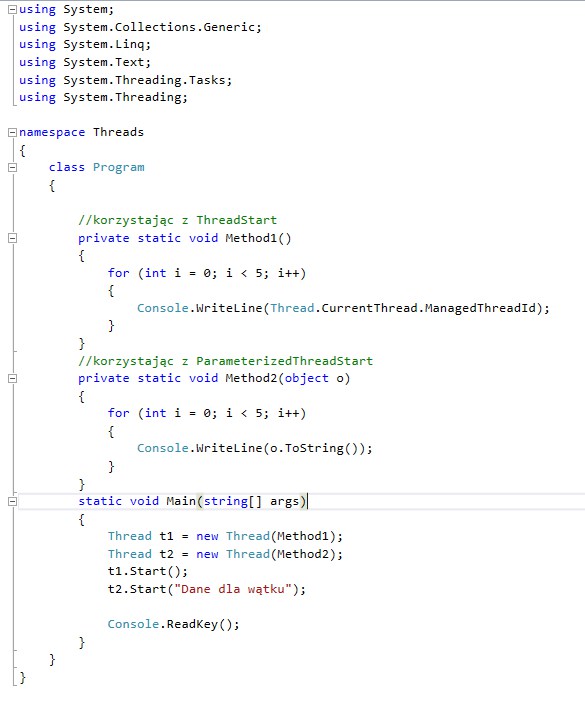 using System;
using System.Collections.Generic;
using System.Linq;
using System.Text;
using System.Threading.Tasks;
using System.Threading;

namespace Threads
{
    class Program
    {

        //korzystając z ThreadStart
        private static void Method1()
        {
            for (int i = 0; i < 5; i++)
            {
                Console.WriteLine(Thread.CurrentThread.ManagedThreadId);
            }
        }
        //korzystając z ParameterizedThreadStart
        private static void Method2(object o)
        {
            for (int i = 0; i < 5; i++)
            {
                Console.WriteLine(o.ToString());
            }
        }
        static void Main(string[] args)
        {
            Thread t1 = new Thread(Method1);
            Thread t2 = new Thread(Method2);
            t1.Start();
            t2.Start("Dane dla wątku");

            Console.ReadKey();
        }
    }
}